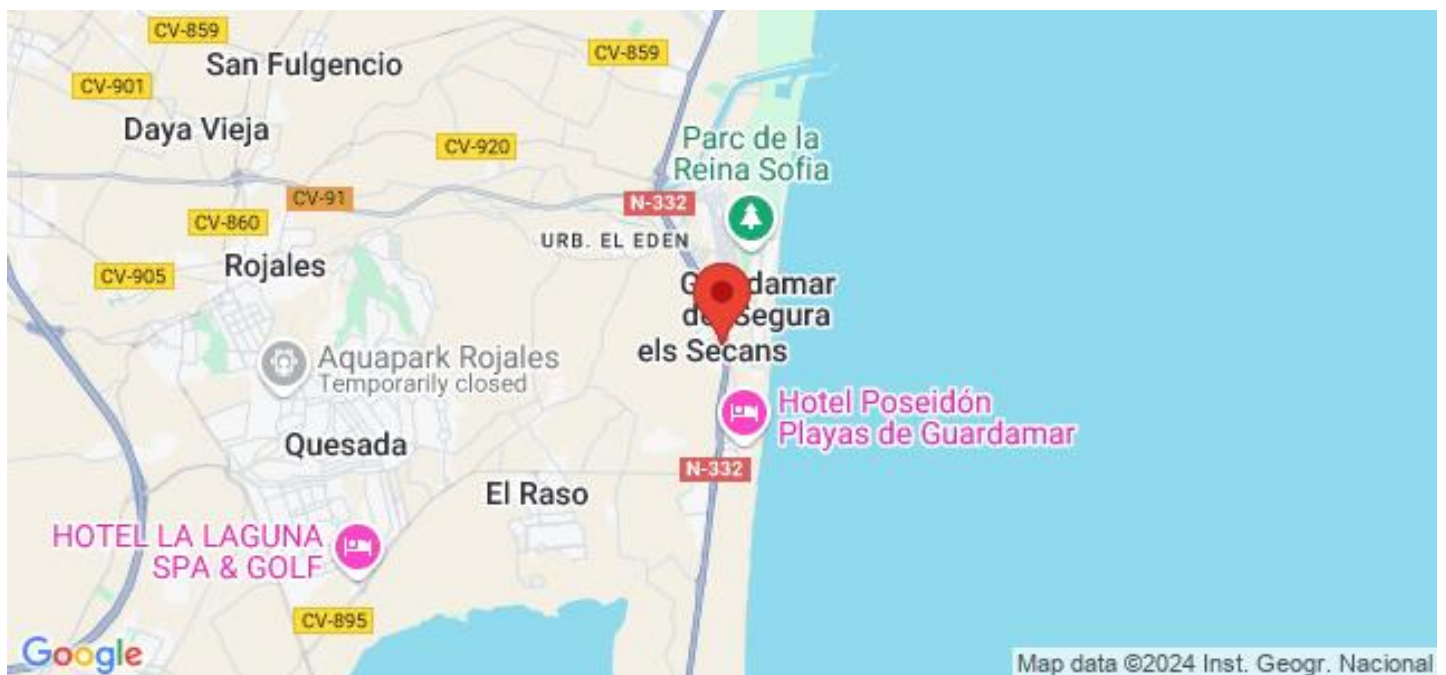 CV-859
San Fulgencio
CV-859
CV-901
Daya Vieja
CV-920
Parc de la
Reina Sofia
CV-91
N-332
CV-860
URB. EL EDEN
Rojales
CV-905
Guardamar
del Segura
els Secans
Aquapark Rojales
Temporarily closed
Hotel Poseidón
Playas de Guardamar
Quesada
N-332
El Raso
HOTEL LA LAGUNA
SPA & GOLF
CV-895
Google
Map data ©2024 Inst. Geogr. Nacional